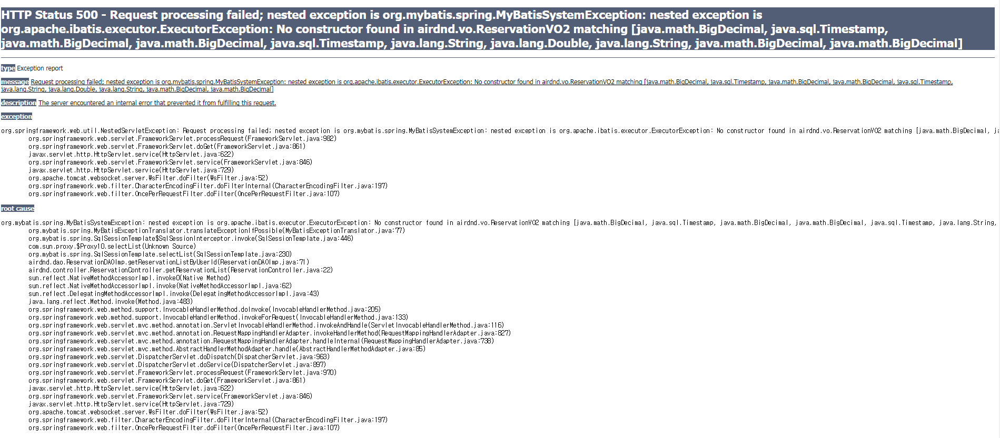 HTTP Status 500 - Request processing failed; nested exception is org.mybatis.spring.MyBatisSystemException: nested exception is
org.apache.ibatis.executor.ExecutorException: No constructor found in airdnd.vo.ReservationVO2 matching [java.math.BigDecimal, java.sql.Timestamp,
java.math.BigDecimal, java.math.BigDecimal, java.sql.Timestamp, java.lang.String, java.lang.Double, java.lang.String, java.math.BigDecimal, java.math.BigDecimal]
type Exception report
message Request processing failed; nested exception is org.mybatis.spring.MyBatisSystemException: nested exception is org.apache.ibatis.executor.ExecutorException: No constructor found in airdnd.vo.ReservationVO2 matching [java.math.BigDecimal, java.sql.Timestamp, java.math.BigDecimal, java.math.BigDecimal, java.sql.Timestamp,
java.lang.String, java.lang.Double, java.lang.String, java.math.BigDecimal, java.math.BigDecimal]
description The server encountered an internal error that prevented it from fulfilling this request.
exception
org.springframework.web.util.NestedServletException: Request processing failed; nested exception is org.mybatis.spring.MyBatisSystemException: nested exception is org.apache.ibatis.executor.ExecutorException: No constructor found in airdnd.vo.ReservationVO2 matching [java.math.BigDecimal, ja
org.springframework.web.servlet.FrameworkServlet.processRequest(FrameworkServlet.java:982)
org.springframework.web.servlet.FrameworkServlet.doGet(FrameworkServlet.java:861)
javax.servlet.http.HttpServlet.service(HttpServlet.java:622)
org.springframework.web.servlet.FrameworkServlet.service(FrameworkServlet.java:846)
javax.servlet.http.HttpServlet.service(HttpServlet.java:729)
org.apache.tomcat.websocket.server.WsFilter.doFilter(WsFilter.java:52)
org.springframework.web.filter.CharacterEncodingFilter.doFilterInternal(CharacterEncodingFilter.java:197)
org.springframework.web.filter.OncePerRequestFilter.doFilter(OncePerRequestFilter.java:107)
root cause
org.mybatis.spring.MyBatisSystemException: nested exception is org.apache.ibatis.executor.ExecutorException: No constructor found in airdnd.vo.ReservationVO2 matching [java.math.BigDecimal, java.sql.Timestamp, java.math.BigDecimal, java.math.BigDecimal, java.sql.Timestamp, java.lang.String,
org.mybatis.spring.MyBatisExceptionTranslator.translateExceptionIfPossible(MyBatisExceptionTranslator.java:77)
org.mybatis.spring.SqlSessionTemplate$SqlSessionInterceptor.invoke(SqlSessionTemplate.java:446)
com.sun.proxy.$Proxy10.selectList(Unknown Source)
org.mybatis.spring.SqlSessionTemplate.selectList(SqlSessionTemplate.java:230)
airdnd.dao.ReservationDAOImp.getReservationListByUserId(ReservationDAOImp.java:71)
airdnd.controller.ReservationController.getReservationList(ReservationController.java:22)
sun.reflect.NativeMethodAccessorImpl.invoke0(Native Method)
sun.reflect.NativeMethodAccessorImpl.invoke(NativeMethodAccessorImpl.java:62)
sun.reflect.DelegatingMethodAccessorImpl.invoke(DelegatingMethodAccessorImpl.java:43)
java.lang.reflect.Method.invoke(Method.java:483)
org.springframework.web.method.support.InvocableHandlerMethod.doInvoke(InvocableHandlerMethod.java:205)
org.springframework.web.method.support.InvocableHandlerMethod.invokeForRequest(InvocableHandlerMethod.java:133)
org.springframework.web.servlet.mvc.method.annotation.ServletInvocableHandlerMethod.invokeAndHandle(ServletInvocableHandlerMethod.java:116)
org.springframework.web.servlet.mvc.method.annotation.RequestMappingHandlerAdapter.invokeHandlerMethod(RequestMappingHandlerAdapter.java:827)
org.springframework.web.servlet.mvc.method.annotation.RequestMappingHandlerAdapter.handleInternal(RequestMappingHandlerAdapter.java:738)
org.springframework.web.servlet.mvc.method.AbstractHandlerMethodAdapter.handle(AbstractHandlerMethodAdapter.java:85)
org.springframework.web.servlet.DispatcherServlet.doDispatch(DispatcherServlet.java:963)
org.springframework.web.servlet.DispatcherServlet.doService(DispatcherServlet.java:897)
org.springframework.web.servlet.FrameworkServlet.processRequest(FrameworkServlet.java:970)
org.springframework.web.servlet.FrameworkServlet.doGet(FrameworkServlet.java:861)
javax.servlet.http.HttpServlet.service(HttpServlet.java:622)
org.springframework.web.servlet.FrameworkServlet.service(FrameworkServlet.java:846)
javax.servlet.http.HttpServlet.service(HttpServlet.java:729)
org.apache.tomcat.websocket.server.WsFilter.doFilter(WsFilter.java:52)
org.springframework.web.filter.CharacterEncodingFilter.doFilterInternal(CharacterEncodingFilter.java:197)
org.springframework.web.filter.OncePerRequestFilter.doFilter(OncePerRequestFilter.java:107)